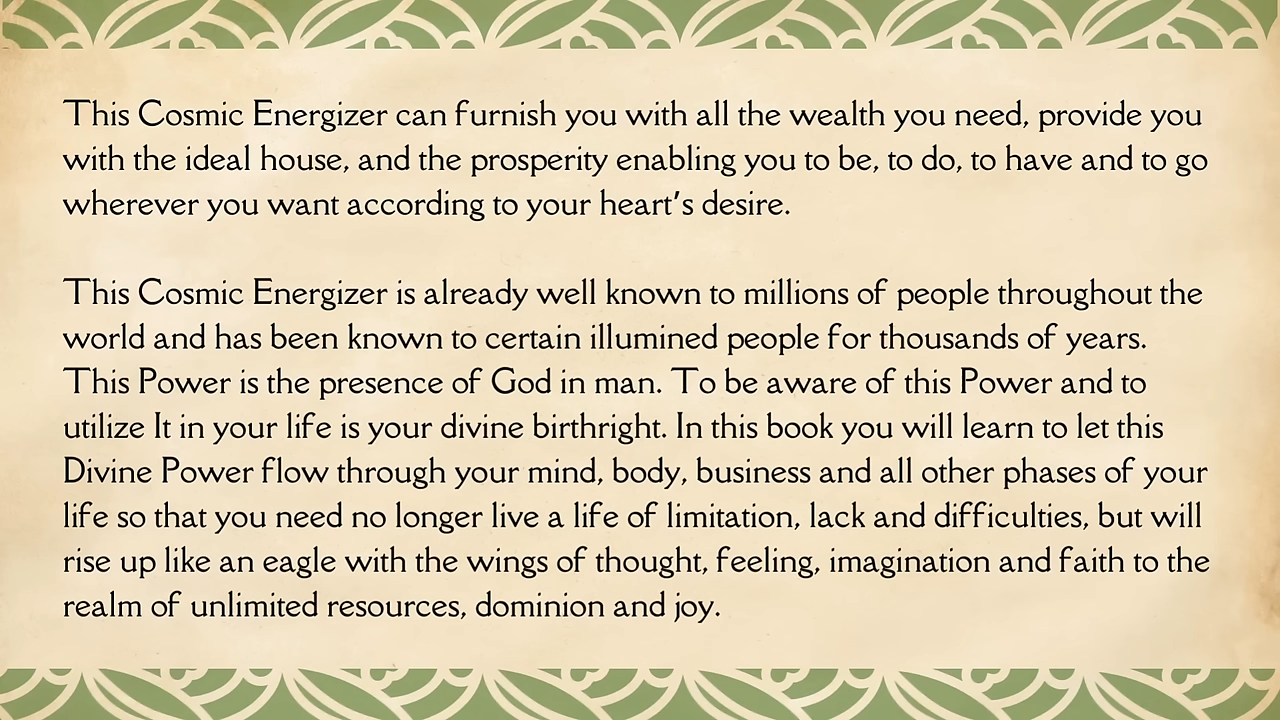 This Cosmic Energizer can furnish you with all the wealth you need, provide you
with the ideal house, and the prosperity enabling you to be, to do, to have and to go
wherever you want according to your heart's desire.
This Cosmic Energizer is already well known to millions of people throughout the
world and has been known to certain illumined people for thousands of years.
This Power is the presence of God in man. To be aware of this Power and to
utilize It in your life is your divine birthright. In this book you will learn to let this
Divine Power flow through your mind, body, business and all other phases of your
life so that you need no longer live a life of limitation, lack and difficulties, but will
rise up like an eagle with the wings of thought, feeling, imagination and faith to the
realm of unlimited resources, dominion and joy.